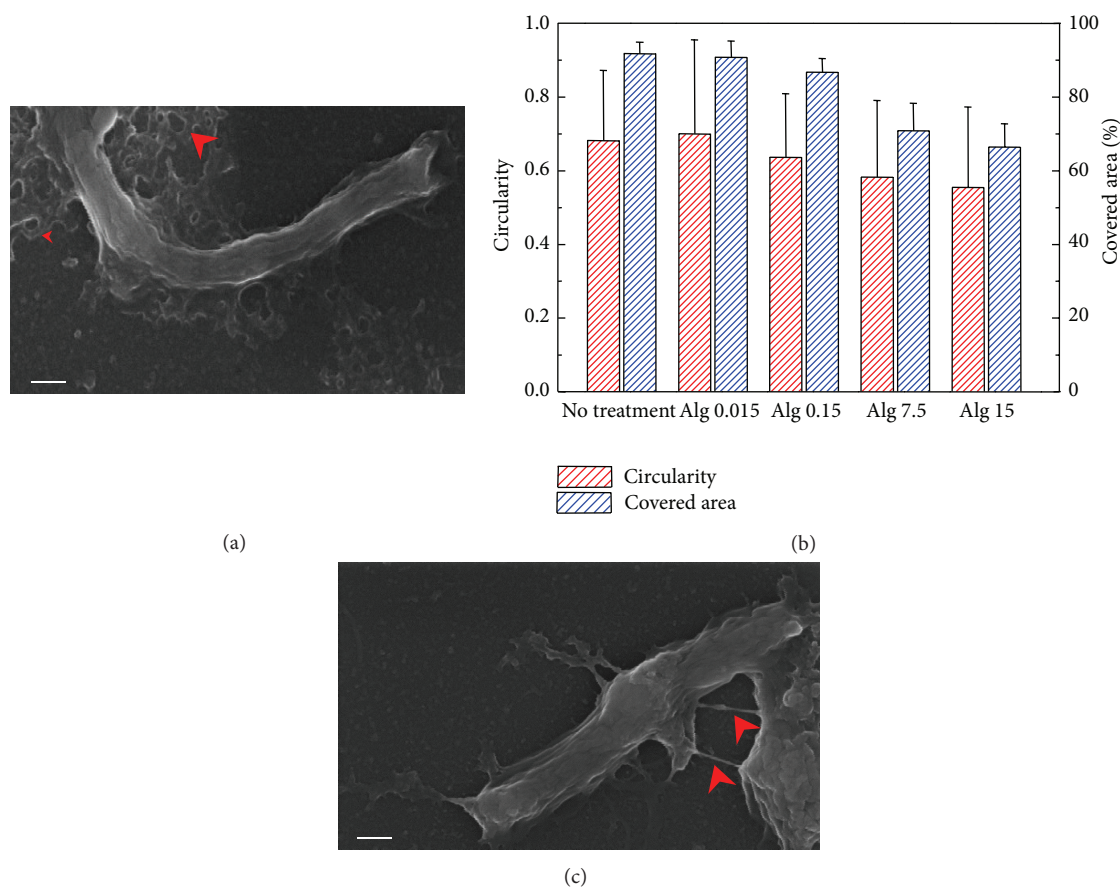 1.0
0.8
0.6
0.4
0.2
0.0
Circularity
100
80
60
40
20
0
Covered area (%)
No treatment Alg 0.015 Alg 0.15 Alg 7.5 Alg 15
Circularity
Covered area
(a)
(b)
(c)